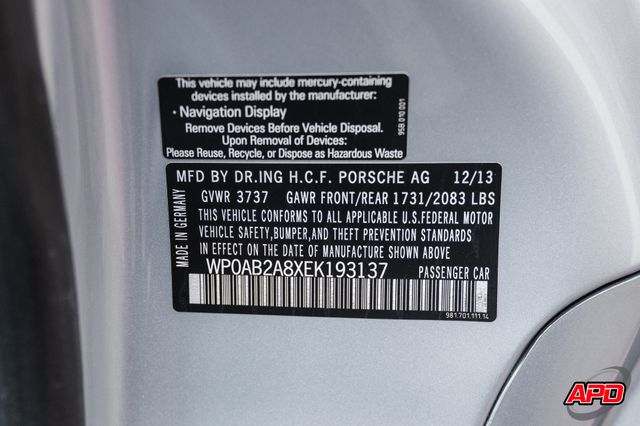 This vehicle may include mercury-containing
devices installed by the manufacturer:
· Navigation Display
Remove Devices Before Vehicle Disposal.
Upon Removal of Devices:
Please Reuse, Recycle, or Dispose as Hazardous Waste
958.010.001
MFD BY DR.ING H.C.F. PORSCHE AG 12/13
GVWR 3737 GAWR FRONT/REAR 1731/2083 LBS
THIS VEHICLE CONFORMS TO ALL APPLICABLE U.S.FEDERAL MOTOR
VEHICLE SAFETY,BUMPER,AND THEFT PREVENTION STANDARDS
IN EFFECT ON THE DATE OF MANUFACTURE SHOWN ABOVE
WP0AB2A8XEK193137 PASSENGER CAR
MADE IN GERMANY
981.701.111.14
APD